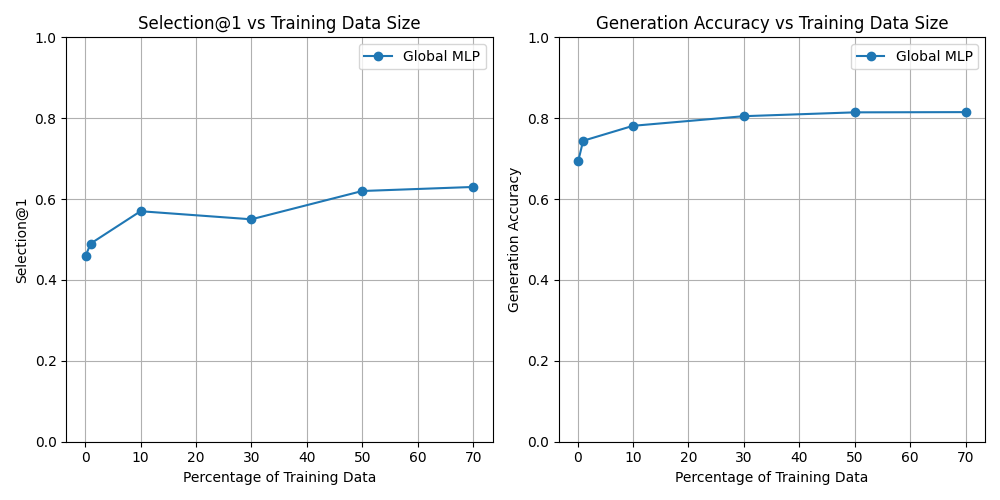 Selection@1 vs Training Data Size
Global MLP
1.0
0.8
0.6
0.4
0.2
0.0
Selection@1
0 10 20 30 40 50 60 70
Percentage of Training Data
Generation Accuracy vs Training Data Size
Global MLP
1.0
0.8
0.6
0.4
0.2
0.0
Generation Accuracy
0 10 20 30 40 50 60 70
Percentage of Training Data